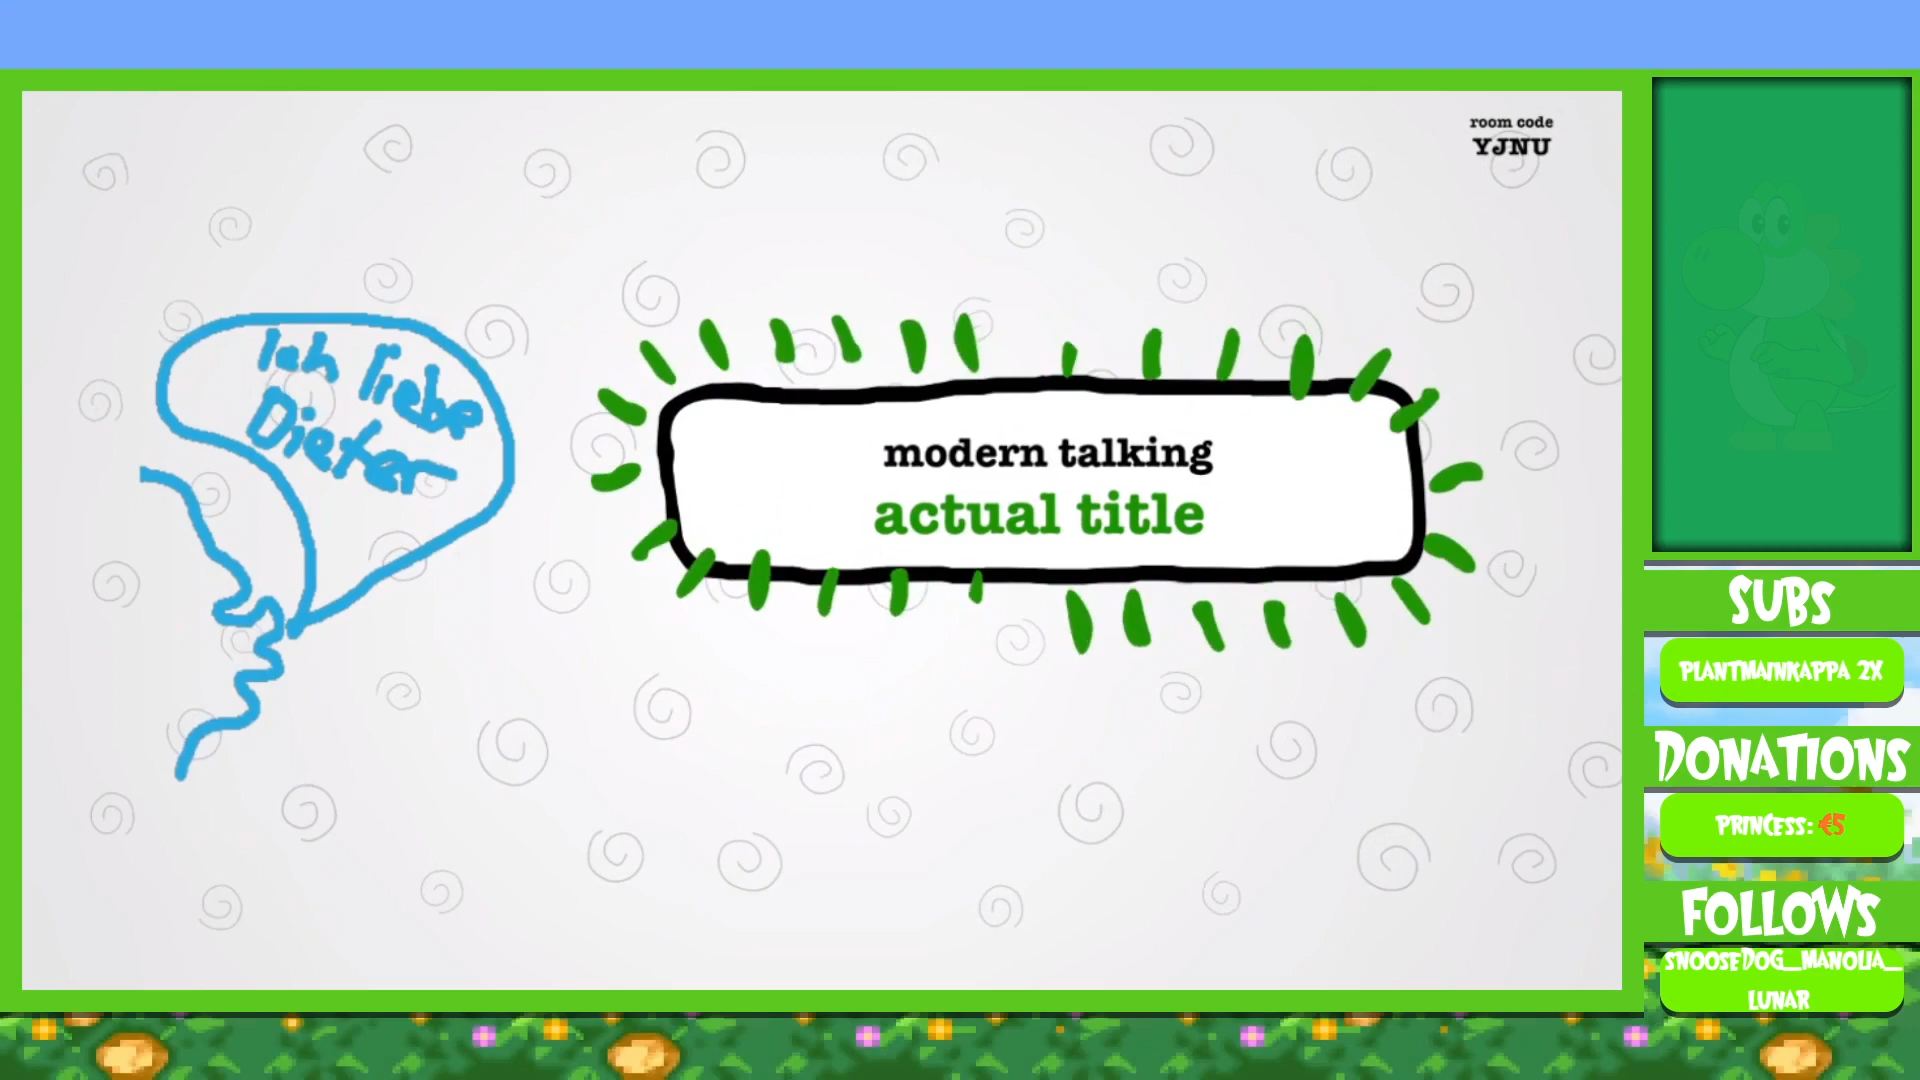 room code
YJNU
Ich liebe
Dieter
modern talking
actual title
SUBS
PLANTMAINKAPPA 2X
DONATIONS
PRINCESS: €5
FOLLOWS
SNOOSEDOG_MANOLIA_
LUNAR